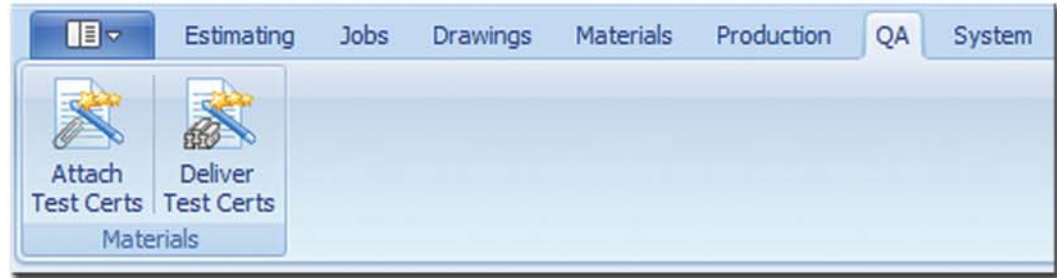 Estimating Jobs Drawings Materials Production QA System
Attach Deliver
Test Certs Test Certs
Materials